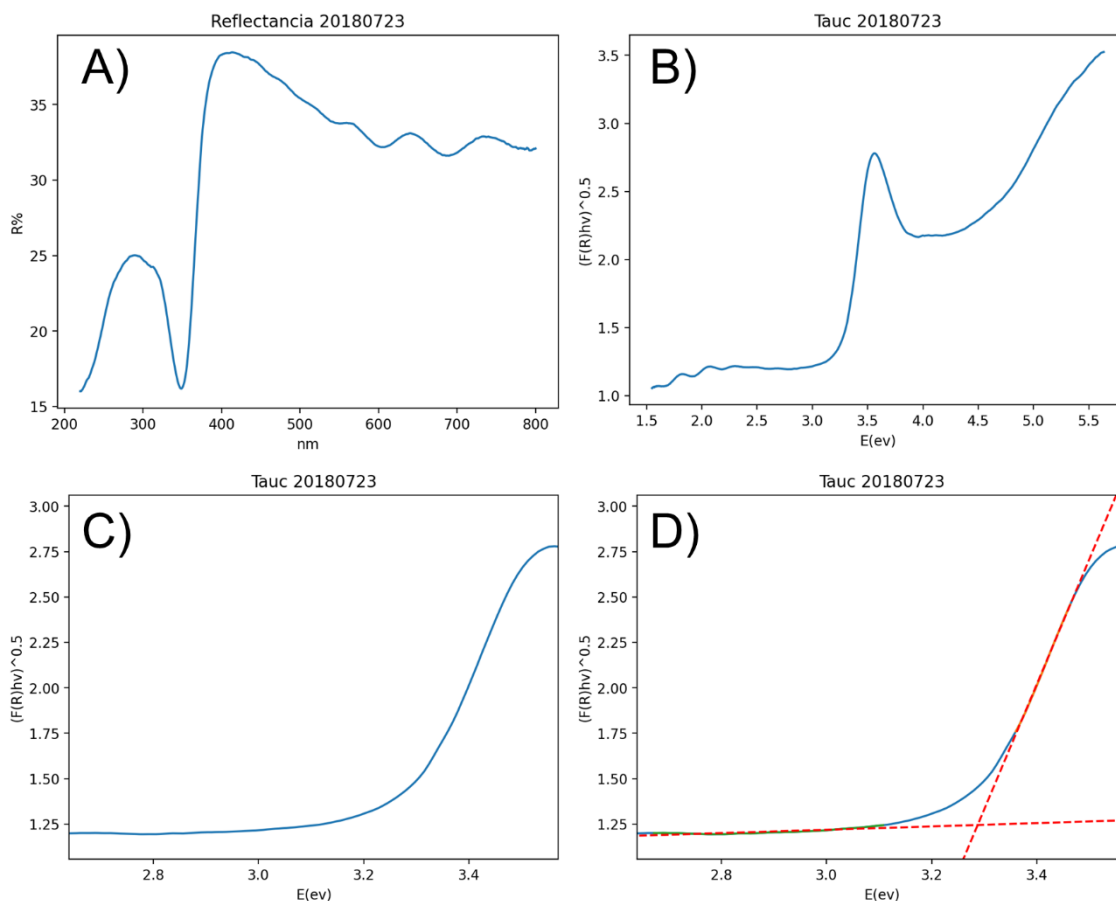 Reflectancia 20180723
A)
R%
35
30
25
20
15
200 300 400 500 600 700 800
nm
Tauc 20180723
B)
(F(R)hv)^0.5
3.5
3.0
2.5
2.0
1.5
1.0
1.5 2.0 2.5 3.0 3.5 4.0 4.5 5.0 5.5
E(ev)
Tauc 20180723
C)
(F(R)hv)^0.5
3.00
2.75
2.50
2.25
2.00
1.75
1.50
1.25
2.8 3.0 3.2 3.4
E(ev)
Tauc 20180723
D)
(F(R)hv)^0.5
3.00
2.75
2.50
2.25
2.00
1.75
1.50
1.25
2.8 3.0 3.2 3.4
E(ev)